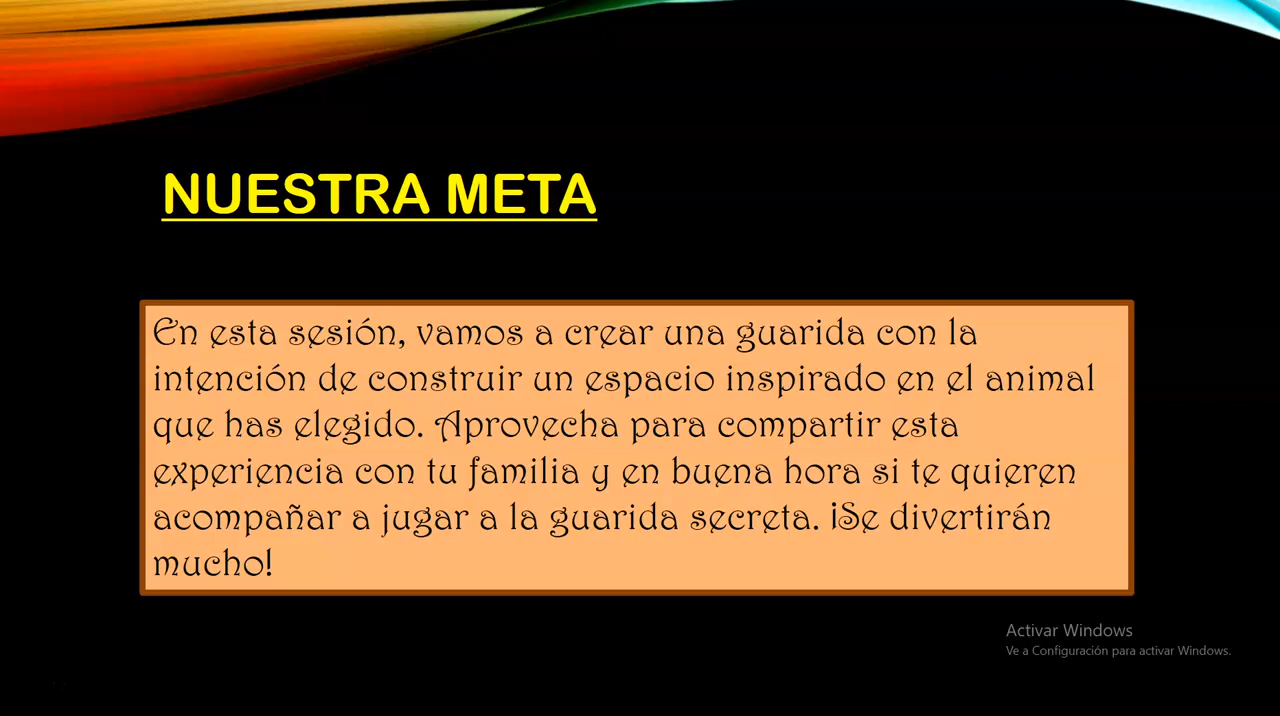 NUESTRA META
En esta sesión, vamos a crear una guarida con la
intención de construir un espacio inspirado en el animal
que has elegido. Aprovecha para compartir esta
experiencia con tu familia y en buena hora si te quieren
acompañar a jugar a la guarida secreta. ¡Se divertirán
mucho!
Activar Windows
Ve a Configuración para activar Windows.